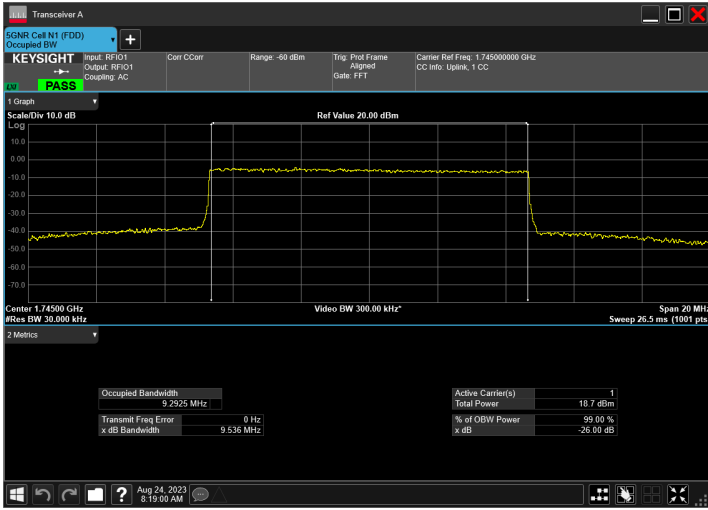 Transceiver A
5GNR Cell N1 (FDD)
Occupied BW
+
KEYSIGHT
LXI
PASS
Input: RFIO1
Output: RFIO1
Coupling: AC
Corr CCorr
Range: -60 dBm
Trig: Prot Frame
Aligned
Gate: FFT
Carrier Ref Freq: 1.745000000 GHz
CC Info: Uplink, 1 CC
1 Graph
Scale/Div 10.0 dB
Ref Value 20.00 dBm
Log
10.0
0.00
-10.0
-20.0
-30.0
-40.0
-50.0
-60.0
-70.0
Center 1.74500 GHz
Video BW 300.00 kHz*
Span 20 MHz
#Res BW 30.000 kHz
Sweep 26.5 ms (1001 pts
2 Metrics
Occupied Bandwidth
9.2925 MHz
Transmit Freq Error 0 Hz
x dB Bandwidth 9.536 MHz
Active Carrier(s) 1
Total Power 18.7 dBm
% of OBW Power 99.00 %
x dB -26.00 dB
?
Aug 24, 2023
8:19:00 AM